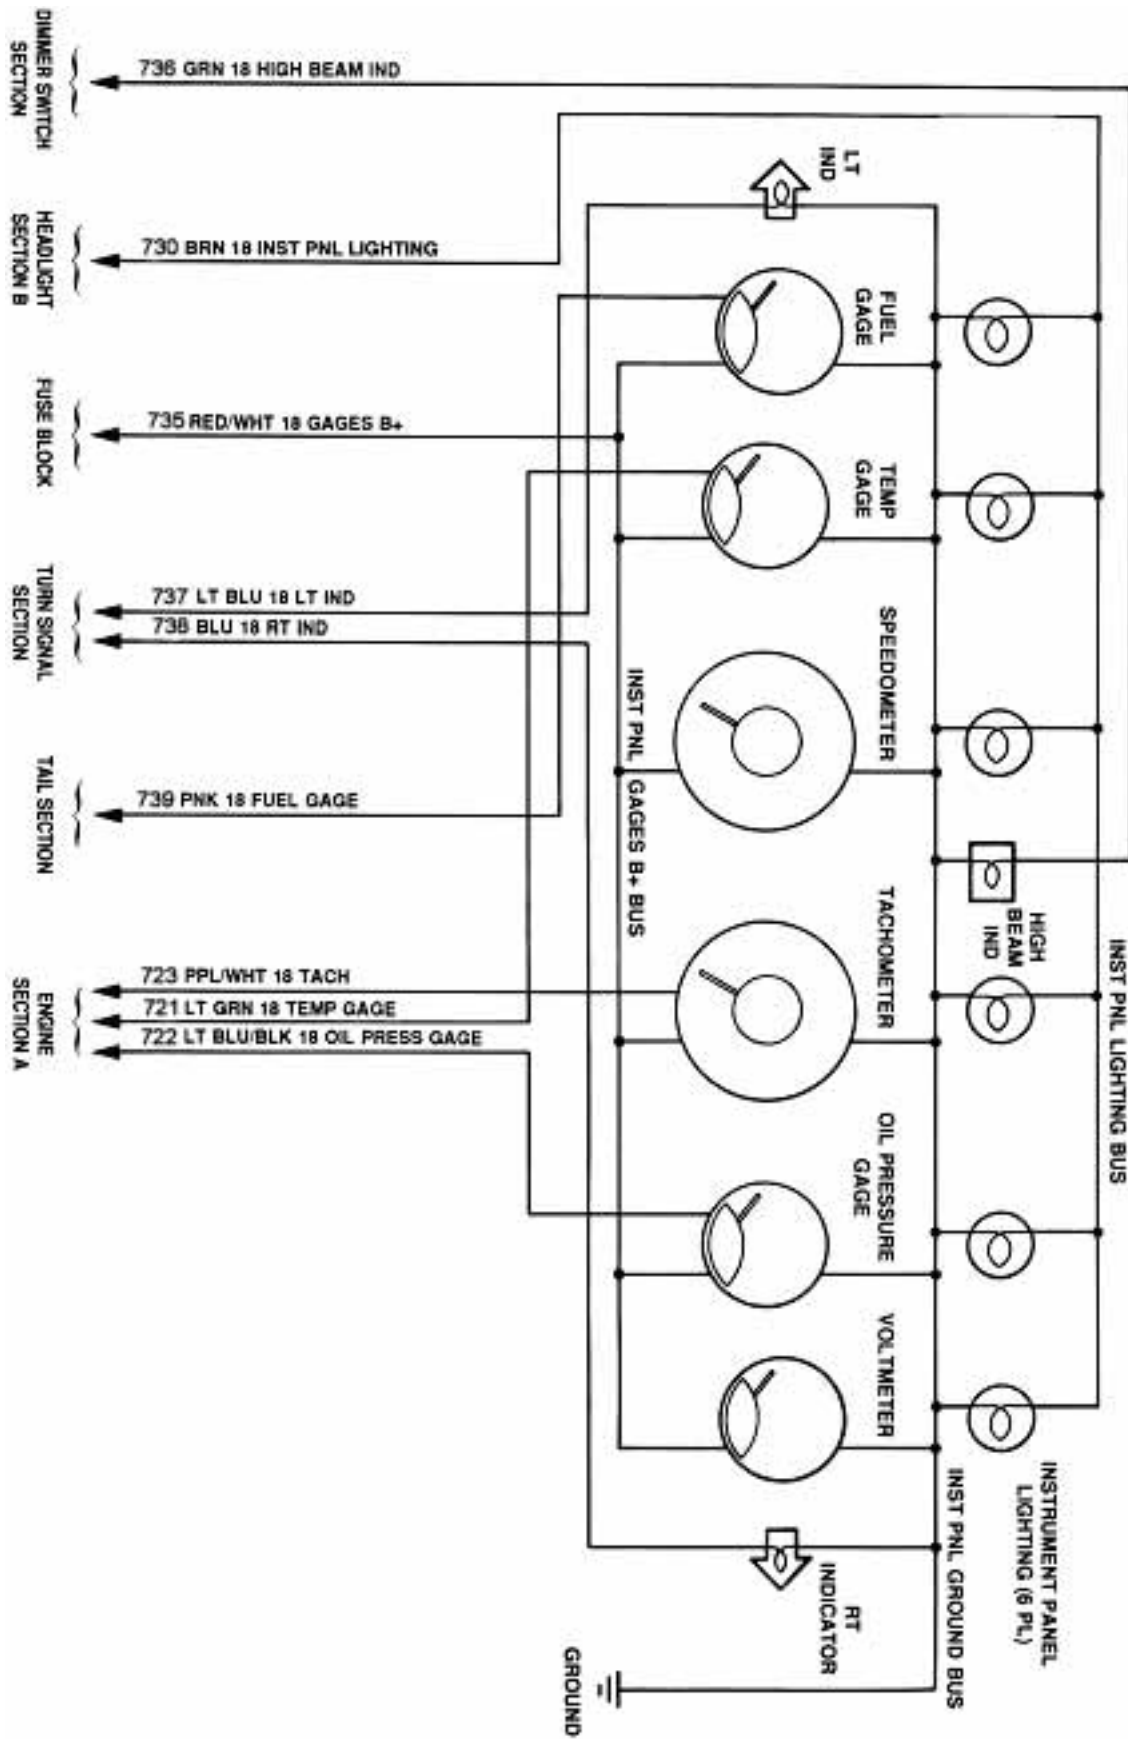 736 GRN 18 HIGH BEAM IND
DIMMER SWITCH
SECTION
LT
IND
730 BRN 18 INST PNL LIGHTING
HEADLIGHT
SECTION B
FUEL
GAGE
735 RED/WHT 18 GAGES B+
FUSE BLOCK
TEMP
GAGE
737 LT BLU 18 LT IND
738 BLU 18 RT IND
TURN SIGNAL
SECTION
SPEEDOMETER
INST PNL GAGES B+ BUS
739 PNK 18 FUEL GAGE
TAIL SECTION
HIGH
BEAM
IND
TACHOMETER
INST PNL LIGHTING BUS
723 PPL/WHT 18 TACH
721 LT GRN 18 TEMP GAGE
722 LT BLU/BLK 18 OIL PRESS GAGE
ENGINE
SECTION A
OIL PRESSURE
GAGE
VOLTMETER
INSTRUMENT PANEL
LIGHTING (6 PL)
INST PNL GROUND BUS
RT
INDICATOR
GROUND